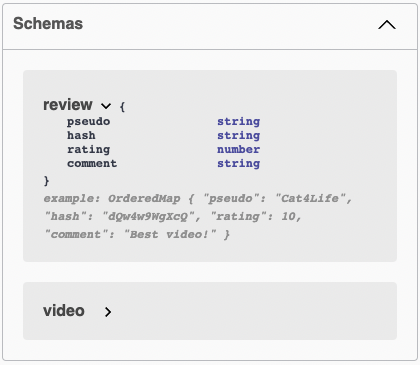 Schemas
review {
pseudo string
hash string
rating number
comment string
}
example: OrderedMap { "pseudo": "Cat4Life",
"hash": "dQw4w9WgXcQ", "rating": 10,
"comment": "Best video!" }
video